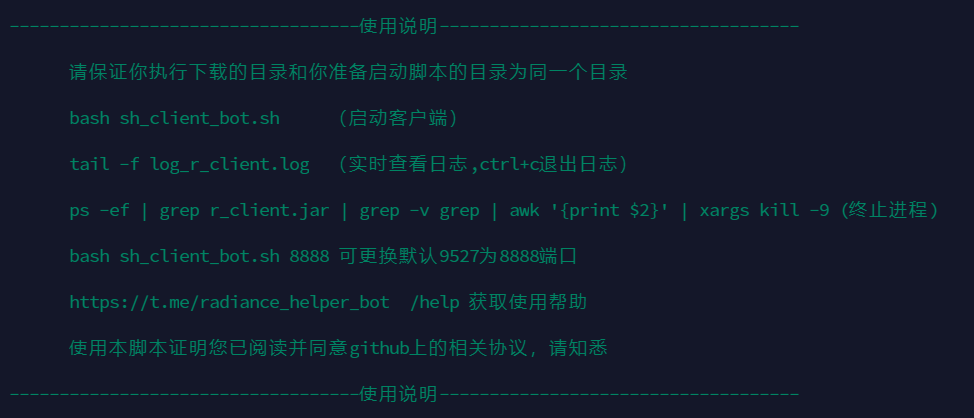 -----------------------------------使用说明------------------------------------
请保证你执行下载的目录和你准备启动脚本的目录为同一个目录
bash sh_client_bot.sh （启动客户端）
tail -f log_r_client.log （实时查看日志,ctrl+c退出日志）
ps -ef | grep r_client.jar | grep -v grep | awk '{print $2}' | xargs kill -9（终止进程）
bash sh_client_bot.sh 8888 可更换默认9527为8888端口
https://t.me/radiance_helper_bot /help 获取使用帮助
使用本脚本证明您已阅读并同意github上的相关协议，请知悉
-----------------------------------使用说明------------------------------------